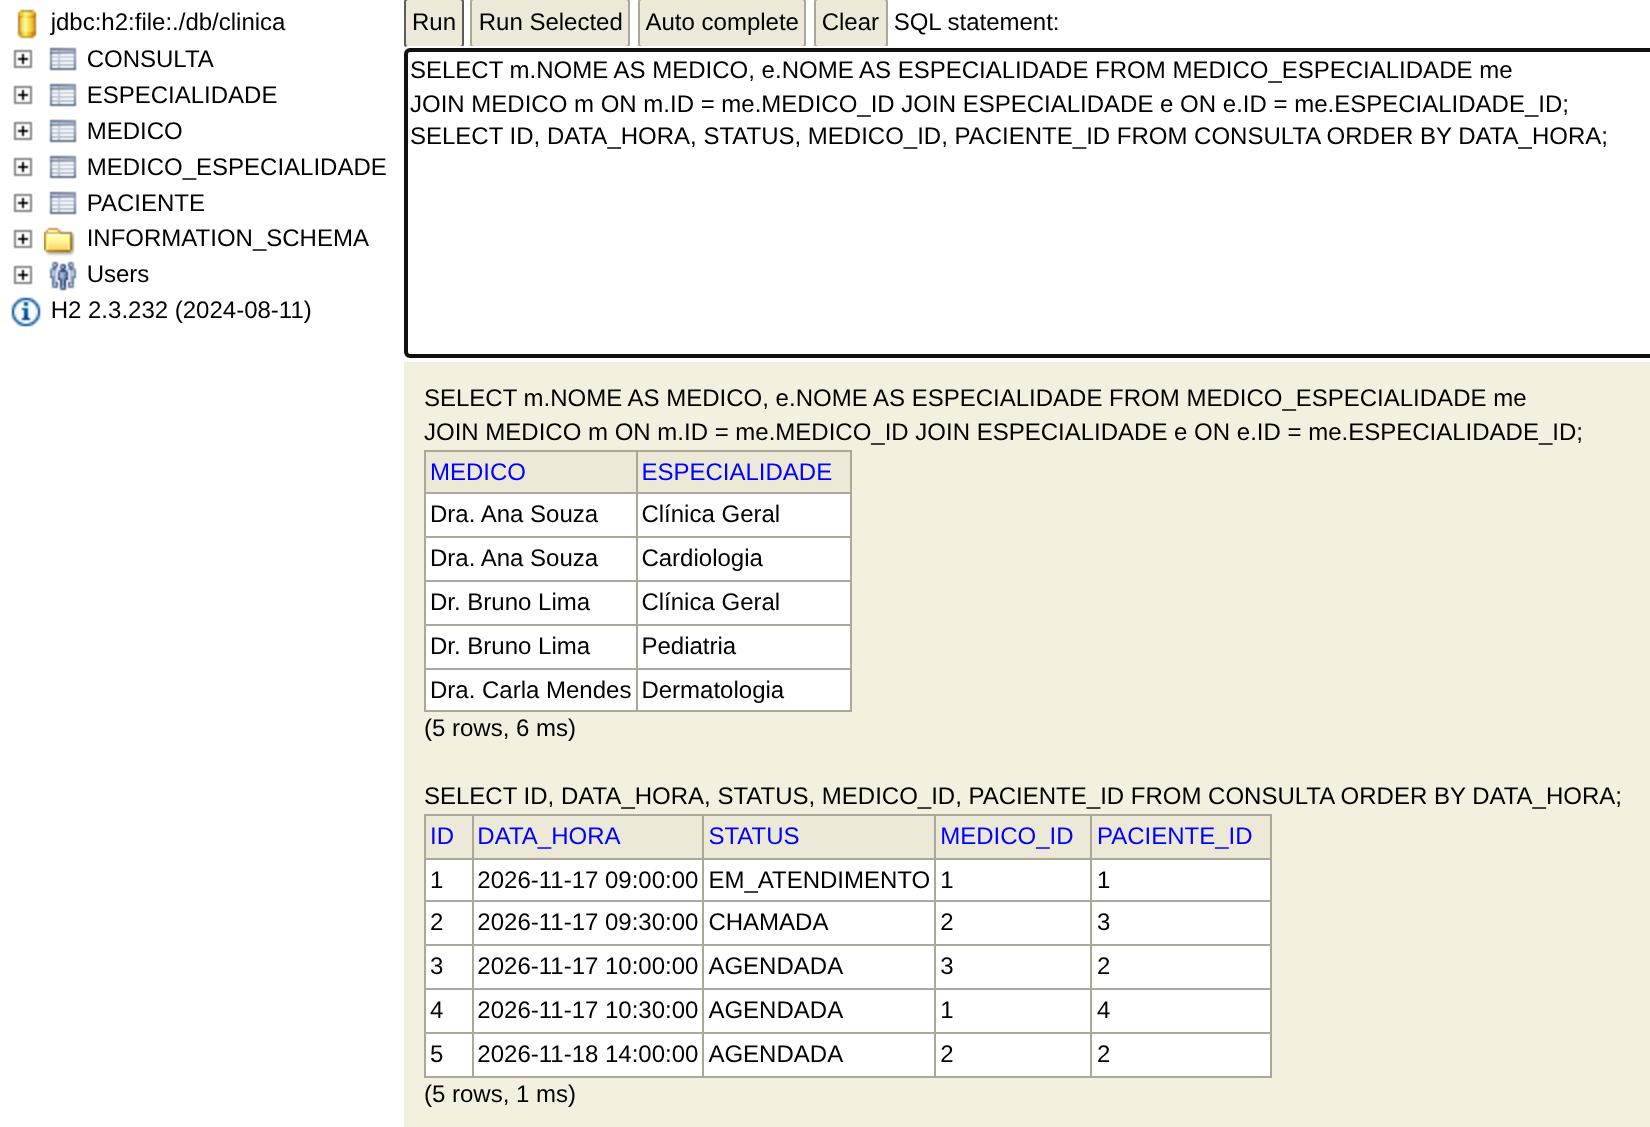 jdbc:h2:file:./db/clinica
CONSULTA
ESPECIALIDADE
MEDICO
MEDICO_ESPECIALIDADE
PACIENTE
INFORMATION_SCHEMA
Users
H2 2.3.232 (2024-08-11)
Run Run Selected Auto complete Clear SQL statement:
SELECT m.NOME AS MEDICO, e.NOME AS ESPECIALIDADE FROM MEDICO_ESPECIALIDADE me
JOIN MEDICO m ON m.ID = me.MEDICO_ID JOIN ESPECIALIDADE e ON e.ID = me.ESPECIALIDADE_ID;
SELECT ID, DATA_HORA, STATUS, MEDICO_ID, PACIENTE_ID FROM CONSULTA ORDER BY DATA_HORA;
SELECT m.NOME AS MEDICO, e.NOME AS ESPECIALIDADE FROM MEDICO_ESPECIALIDADE me
JOIN MEDICO m ON m.ID = me.MEDICO_ID JOIN ESPECIALIDADE e ON e.ID = me.ESPECIALIDADE_ID;
MEDICO ESPECIALIDADE
Dra. Ana Souza Clínica Geral
Dra. Ana Souza Cardiologia
Dr. Bruno Lima Clínica Geral
Dr. Bruno Lima Pediatria
Dra. Carla Mendes Dermatologia
(5 rows, 6 ms)
SELECT ID, DATA_HORA, STATUS, MEDICO_ID, PACIENTE_ID FROM CONSULTA ORDER BY DATA_HORA;
ID DATA_HORA STATUS MEDICO_ID PACIENTE_ID
1 2026-11-17 09:00:00 EM_ATENDIMENTO 1 1
2 2026-11-17 09:30:00 CHAMADA 2 3
3 2026-11-17 10:00:00 AGENDADA 3 2
4 2026-11-17 10:30:00 AGENDADA 1 4
5 2026-11-18 14:00:00 AGENDADA 2 2
(5 rows, 1 ms)